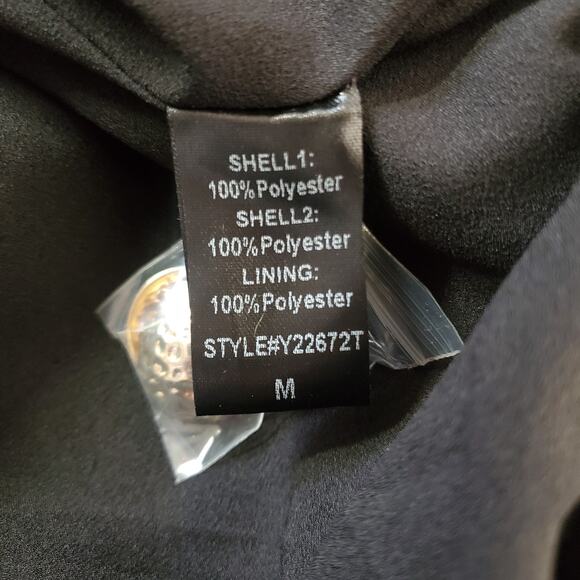 SHELL1:
100%Polyester
SHELL2:
100%Polyester
LINING:
100%Polyester
STYLE#Y22672T
M